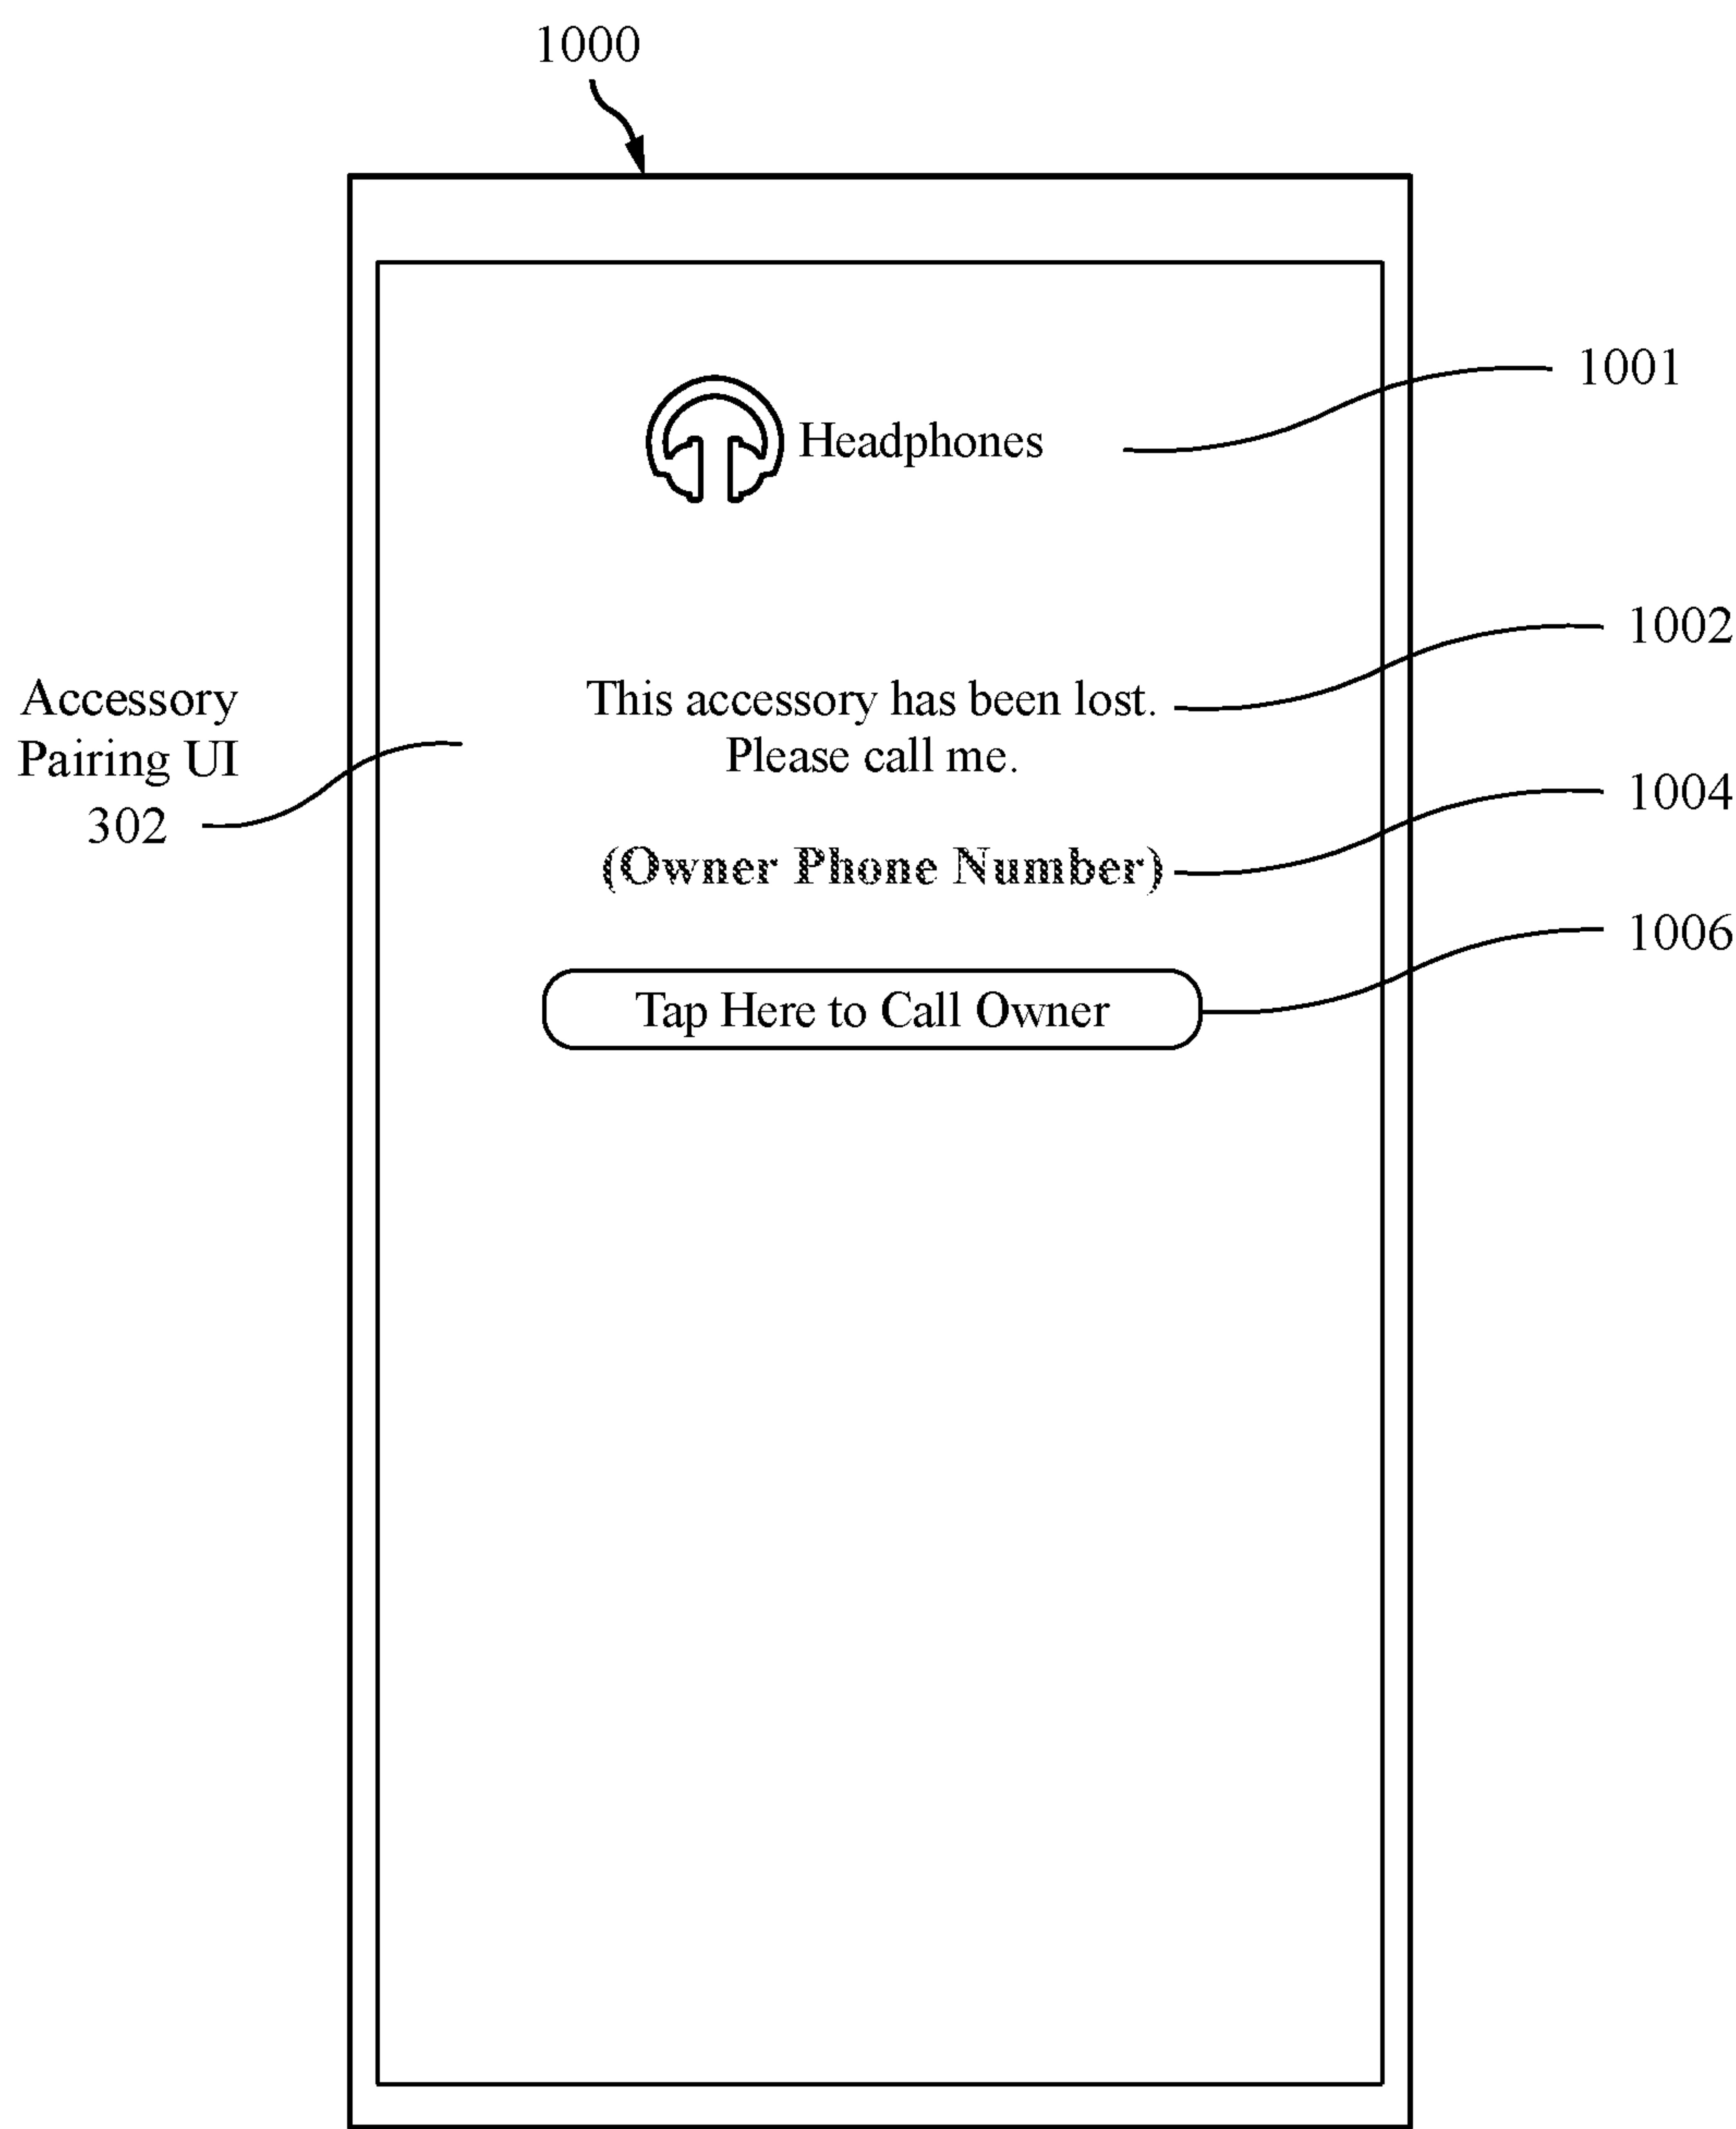 1000
1001
Headphones
1002
Accessory
Pairing UI
302
This accessory has been lost.
Please call me.
1004
(Owner Phone Number)
1006
Tap Here to Call Owner